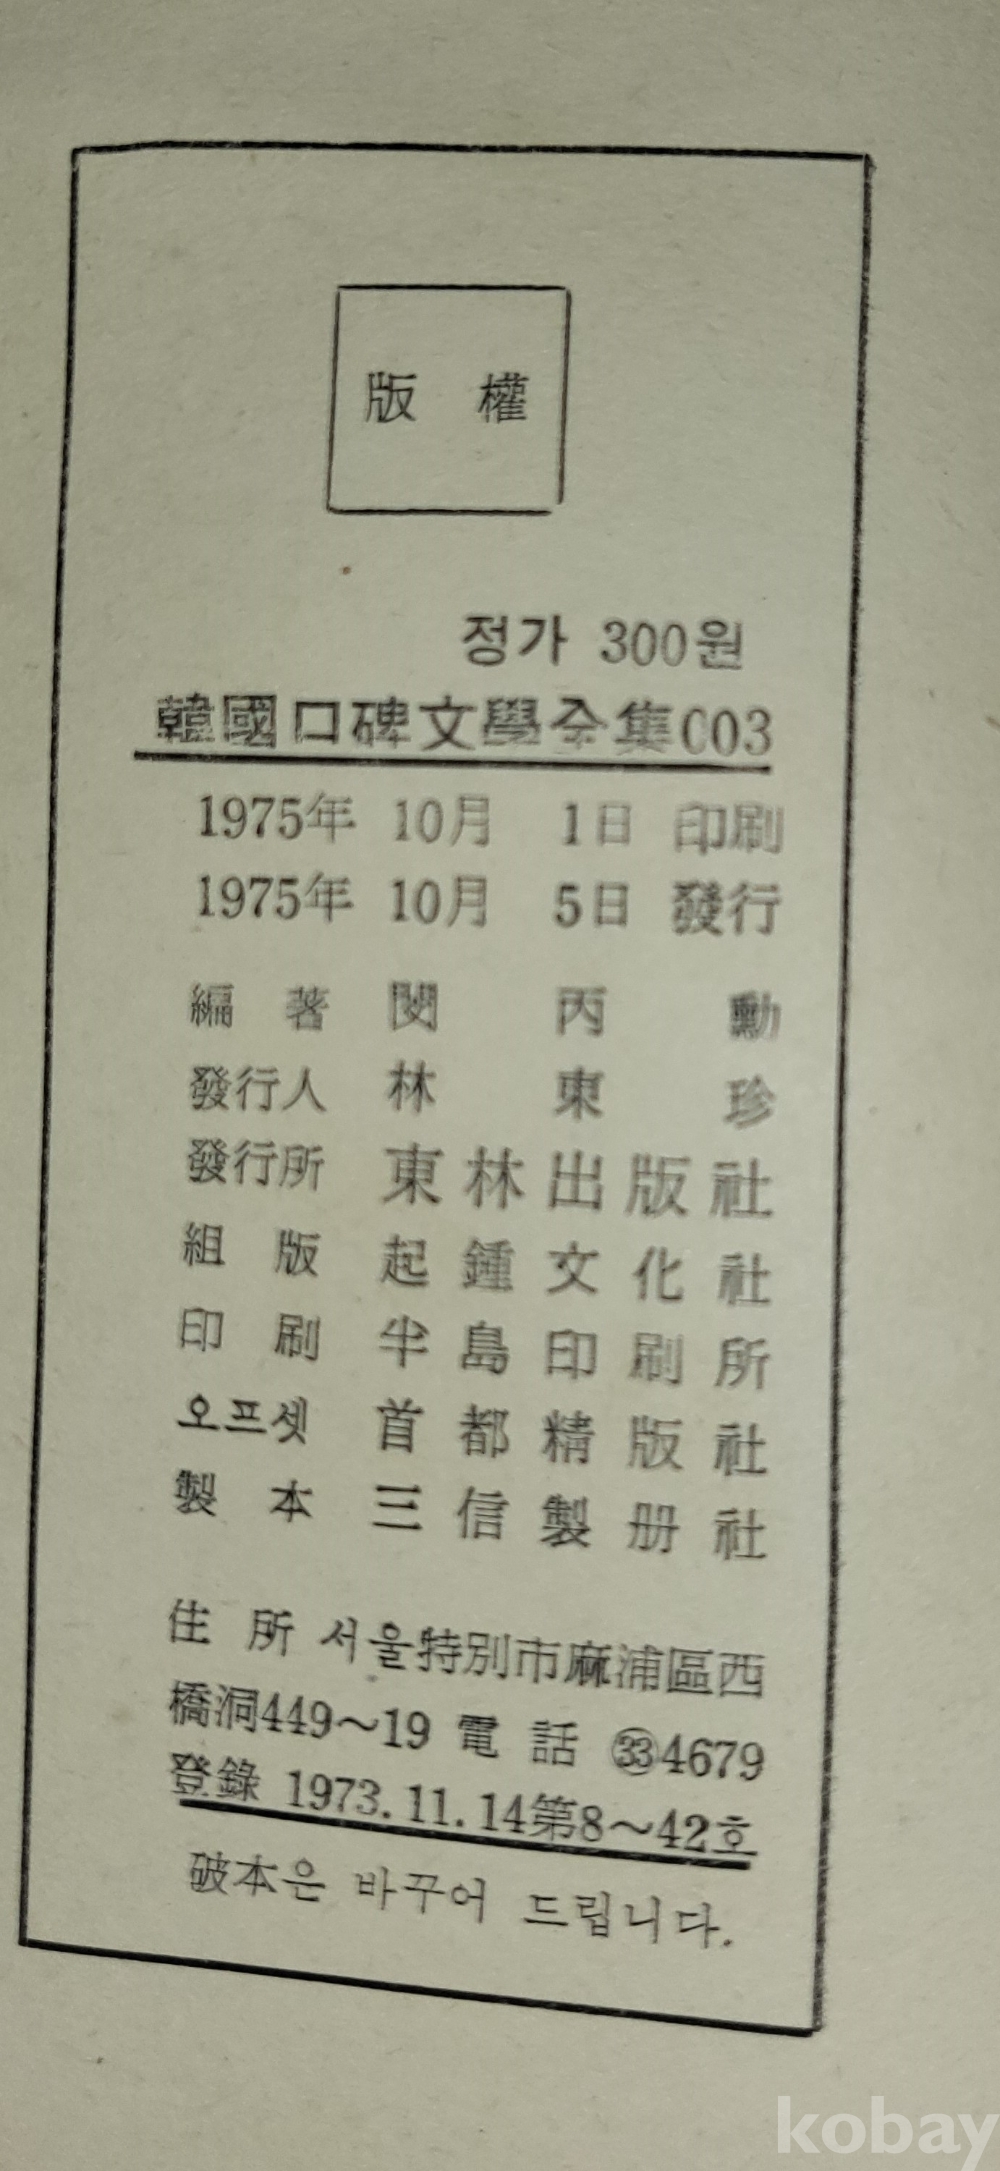 版 權
정가 300원
韓國口碑文學全集003
1975年 10月 1日 印刷
1975年 10月 5日 發行
編著 閔丙勳
發行人 林東珍
發行所 東林出版社
組版 起鍾文化社
印刷 半島印刷所
오프셋 首都精版社
製本 三信製册社
住所 서울特別市麻浦區西
橋洞449~19 電話 ㉝4679
登錄 1973.11.14第8~42호
破本은 바꾸어 드립니다.
kobay